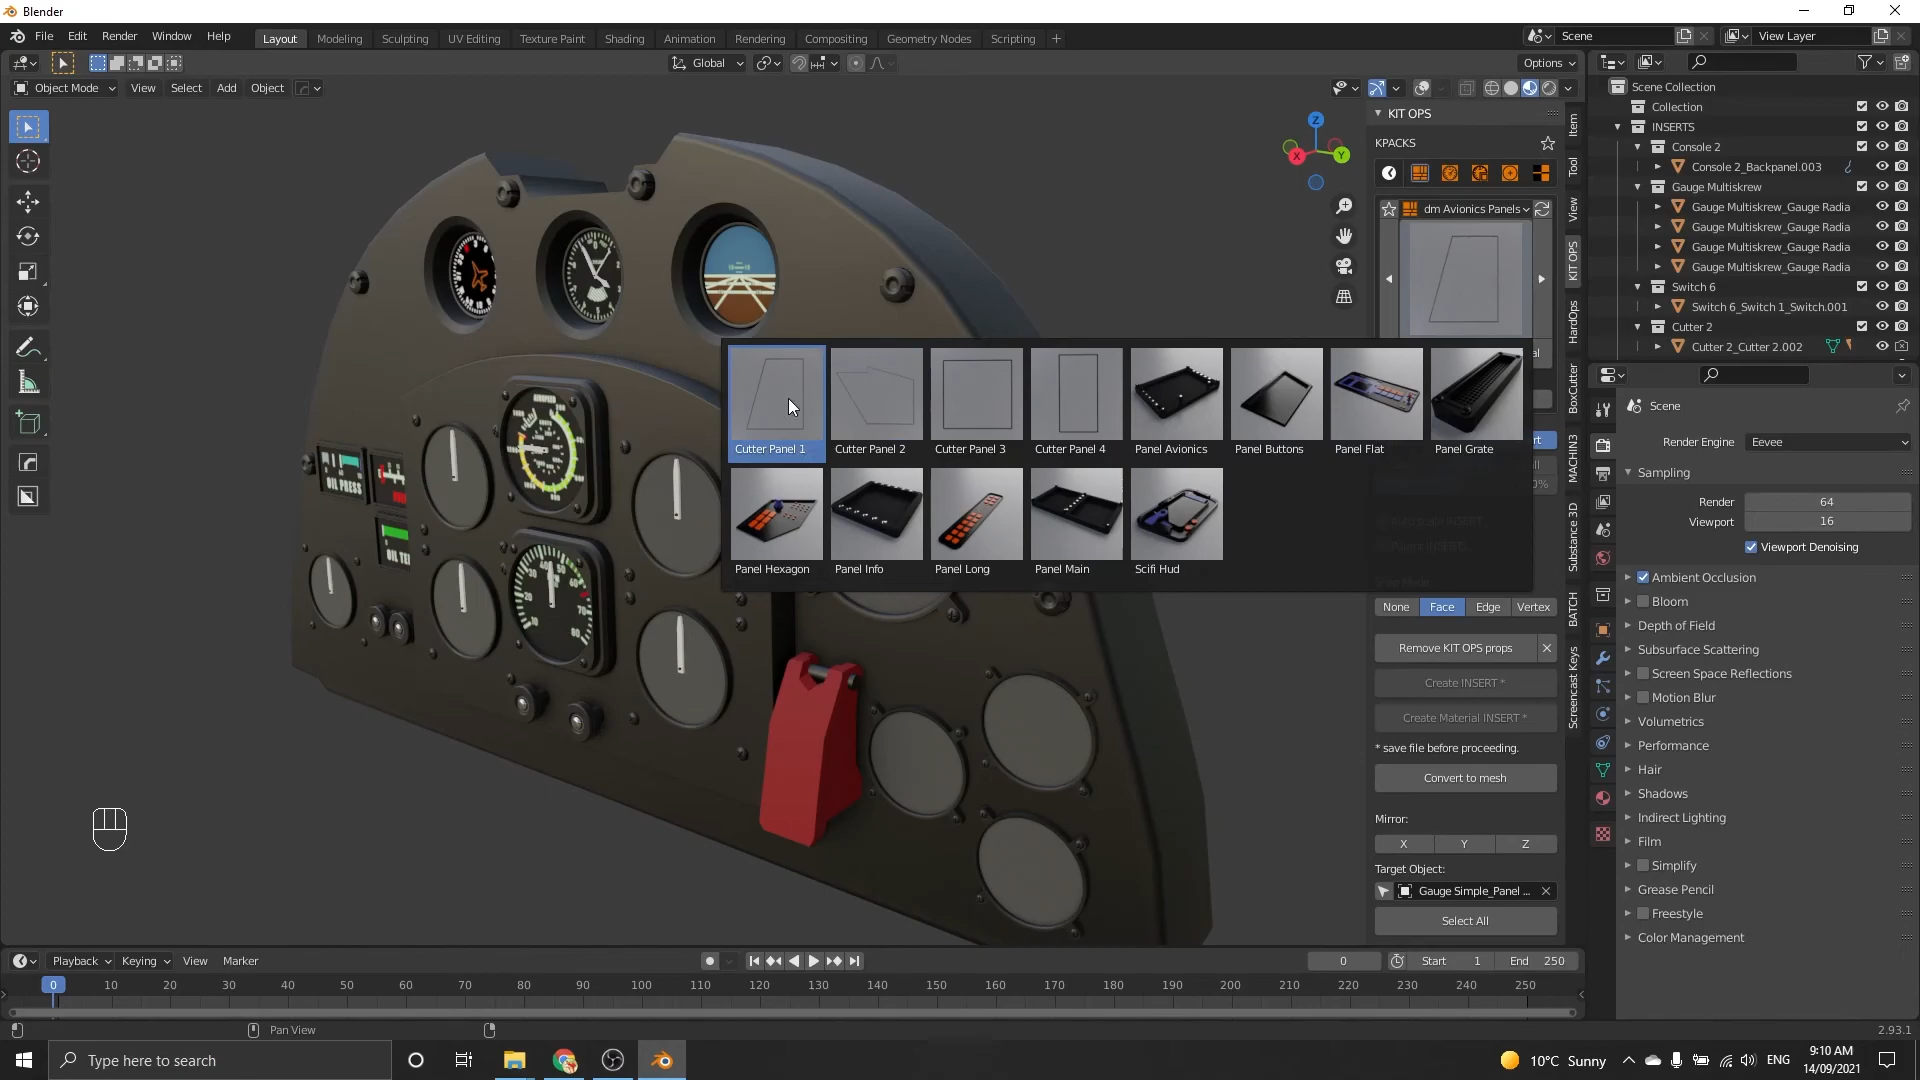 Blender
File Edit Render Window Help
Layout Modeling Sculpting UV Editing Texture Paint Shading Animation Rendering Compositing Geometry Nodes Scripting +
Scene View Layer
Global
Options
Object Mode View Select Add Object
Scene Collection
Collection
INSERTS
Console 2
Console 2_Backpanel.003
Gauge Multiskrew
Gauge Multiskrew_Gauge Radia
Gauge Multiskrew_Gauge Radia
Gauge Multiskrew_Gauge Radia
Gauge Multiskrew_Gauge Radia
Switch 6
Switch 6_Switch 1_Switch.001
Cutter 2
Cutter 2_Cutter 2.002
Z
X Y
KIT OPS
KPACKS
dm Avionics Panels
Item
Tool
View
KIT OPS
HardOps
BoxCutter
MACHIN3
Substance 3D
BATCH
Screencast Keys
Cutter Panel 1 Cutter Panel 2 Cutter Panel 3 Cutter Panel 4 Panel Avionics Panel Buttons Panel Flat Panel Grate
Panel Hexagon Panel Info Panel Long Panel Main Scifi Hud
AIRSPEED
OIL PRESS
None Face Edge Vertex
Remove KIT OPS props
Create INSERT *
Create Material INSERT *
* save file before proceeding.
Convert to mesh
Mirror:
X Y Z
Target Object:
Gauge Simple_Panel ...
Select All
Scene
Render Engine Eevee
Sampling
Render 64
Viewport 16
Viewport Denoising
Ambient Occlusion
Bloom
Depth of Field
Subsurface Scattering
Screen Space Reflections
Motion Blur
Volumetrics
Performance
Hair
Shadows
Indirect Lighting
Film
Simplify
Grease Pencil
Freestyle
Color Management
Playback Keying View Marker
0 Start 1 End 250
0 10 20 30 40 50 60 70 80 90 100 110 120 130 140 150 160 170 180 190 200 210 220 230 240 250
Pan View
2.93.1
Type here to search
10°C Sunny
ENG
9:10 AM
14/09/2021